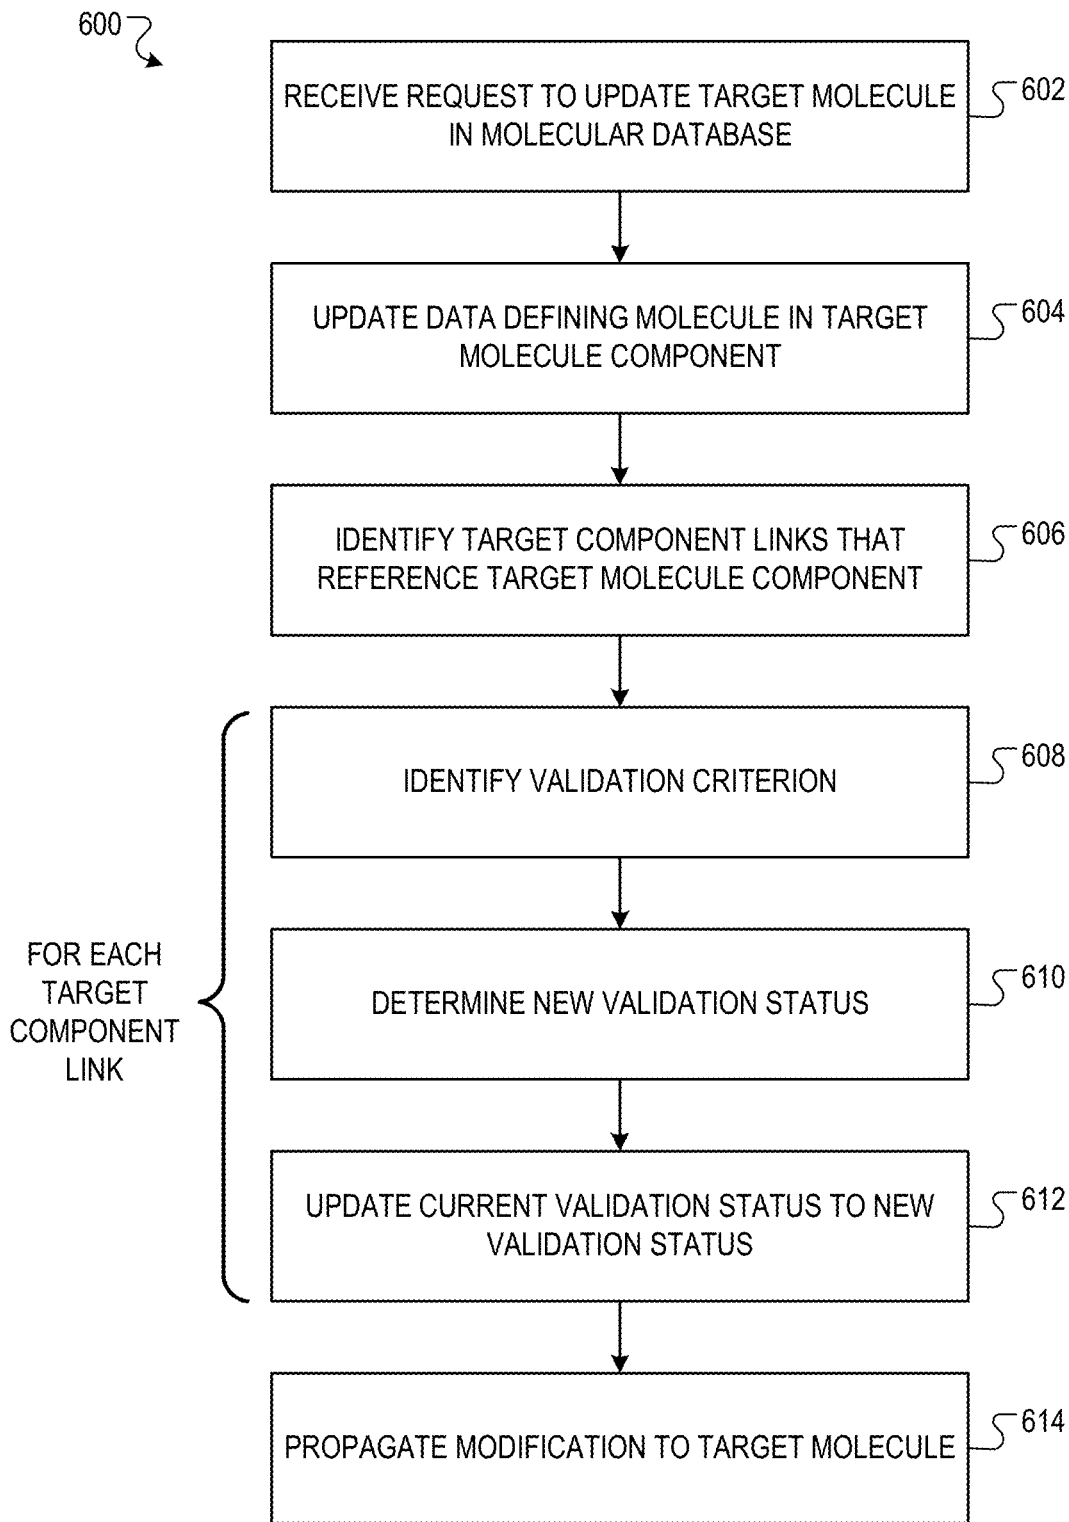 600
RECEIVE REQUEST TO UPDATE TARGET MOLECULE
IN MOLECULAR DATABASE
602
UPDATE DATA DEFINING MOLECULE IN TARGET
MOLECULE COMPONENT
604
IDENTIFY TARGET COMPONENT LINKS THAT
REFERENCE TARGET MOLECULE COMPONENT
606
FOR EACH
TARGET
COMPONENT
LINK
IDENTIFY VALIDATION CRITERION
608
DETERMINE NEW VALIDATION STATUS
610
UPDATE CURRENT VALIDATION STATUS TO NEW
VALIDATION STATUS
612
PROPAGATE MODIFICATION TO TARGET MOLECULE
614